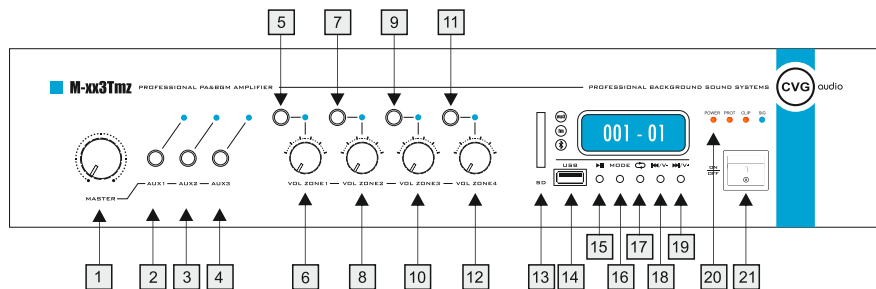 5 7 9 11
M-xx3Tmz PROFESSIONAL PA&BGM AMPLIFIER PROFESSIONAL BACKGROUND SOUND SYSTEMS CVG audio
POWER PROT CLIP SIG
001 - 01
USB MODE V- V+
ON
OFF
AUX1 AUX2 AUX3 VOL ZONE1 VOL ZONE2 VOL ZONE3 VOL ZONE4
SD
MASTER
1 2 3 4 6 8 10 12 13 14 15 16 17 18 19 20 21